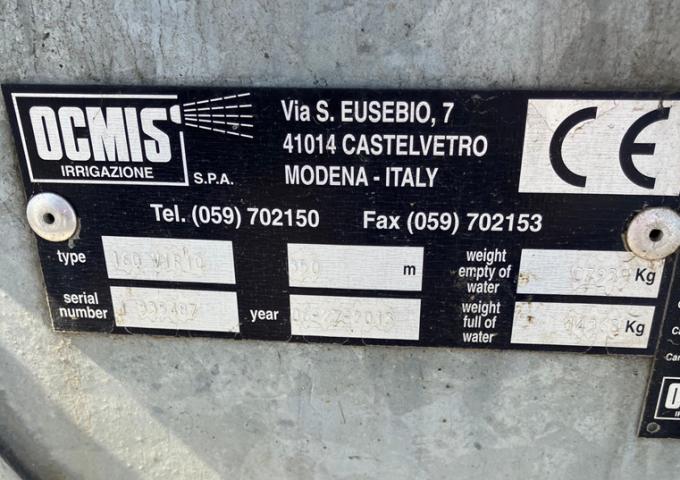 OCMIS
IRRIGAZIONE
S.P.A.
Via S. EUSEBIO, 7
41014 CASTELVETRO
MODENA - ITALY
CE
Tel. (059) 702150 Fax (059) 702153
type m weight empty of water Kg
serial number year weight full of water Kg